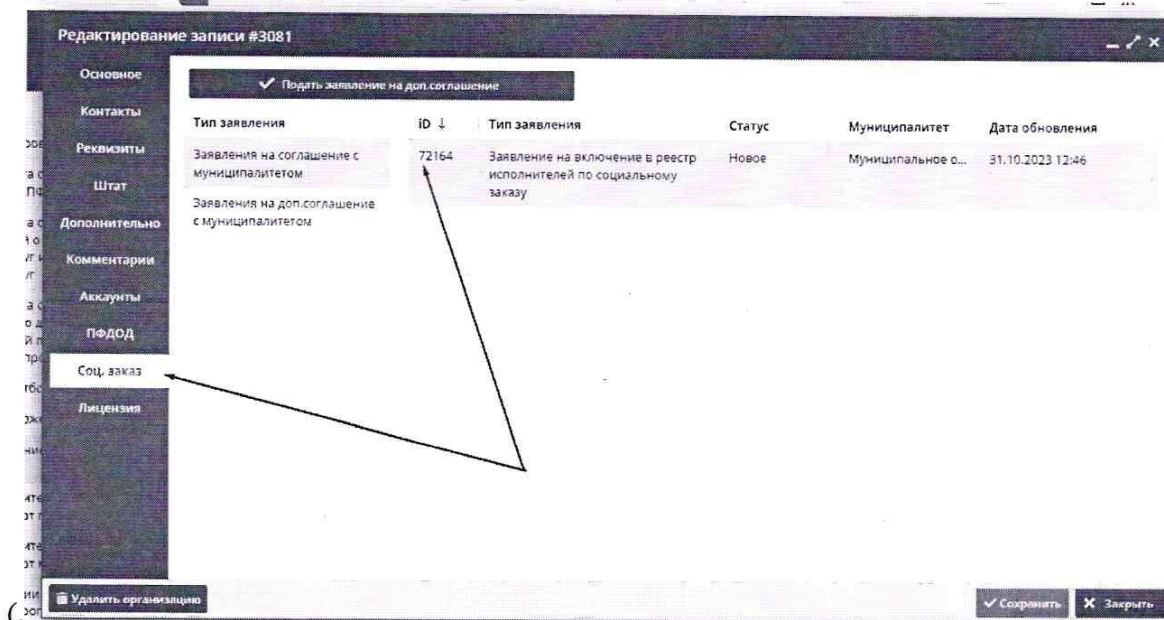 Редактирование записи #3081
Основное
Контакты
Реквизиты
Штат
Дополнительно
Комментарии
Аккаунты
ПФДОД
Соц. заказ
Лицензия
Подать заявление на доп.соглашение
Тип заявления
Заявления на соглашение с
муниципалитетом
Заявления на доп.соглашение
с муниципалитетом
iD ↓ Тип заявления Статус Муниципалитет Дата обновления
72164 Заявление на включение в реестр Новое Муниципальное о... 31.10.2023 12:46
исполнителей по социальному
заказу
Удалить организацию
Сохранить
Закрыть